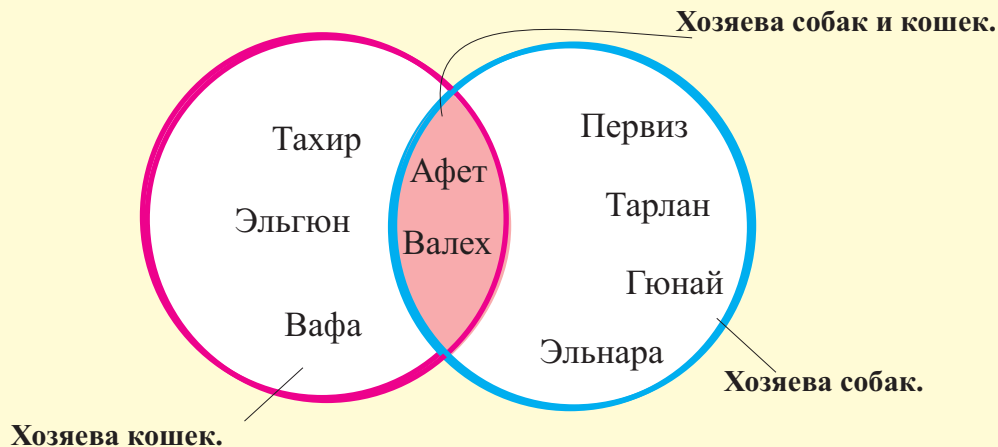 Хозяева собак и кошек.
Тахир
Эльгюн
Вафа
Афет
Валех
Первиз
Тарлан
Гюнай
Эльнара
Хозяева собак.
Хозяева кошек.